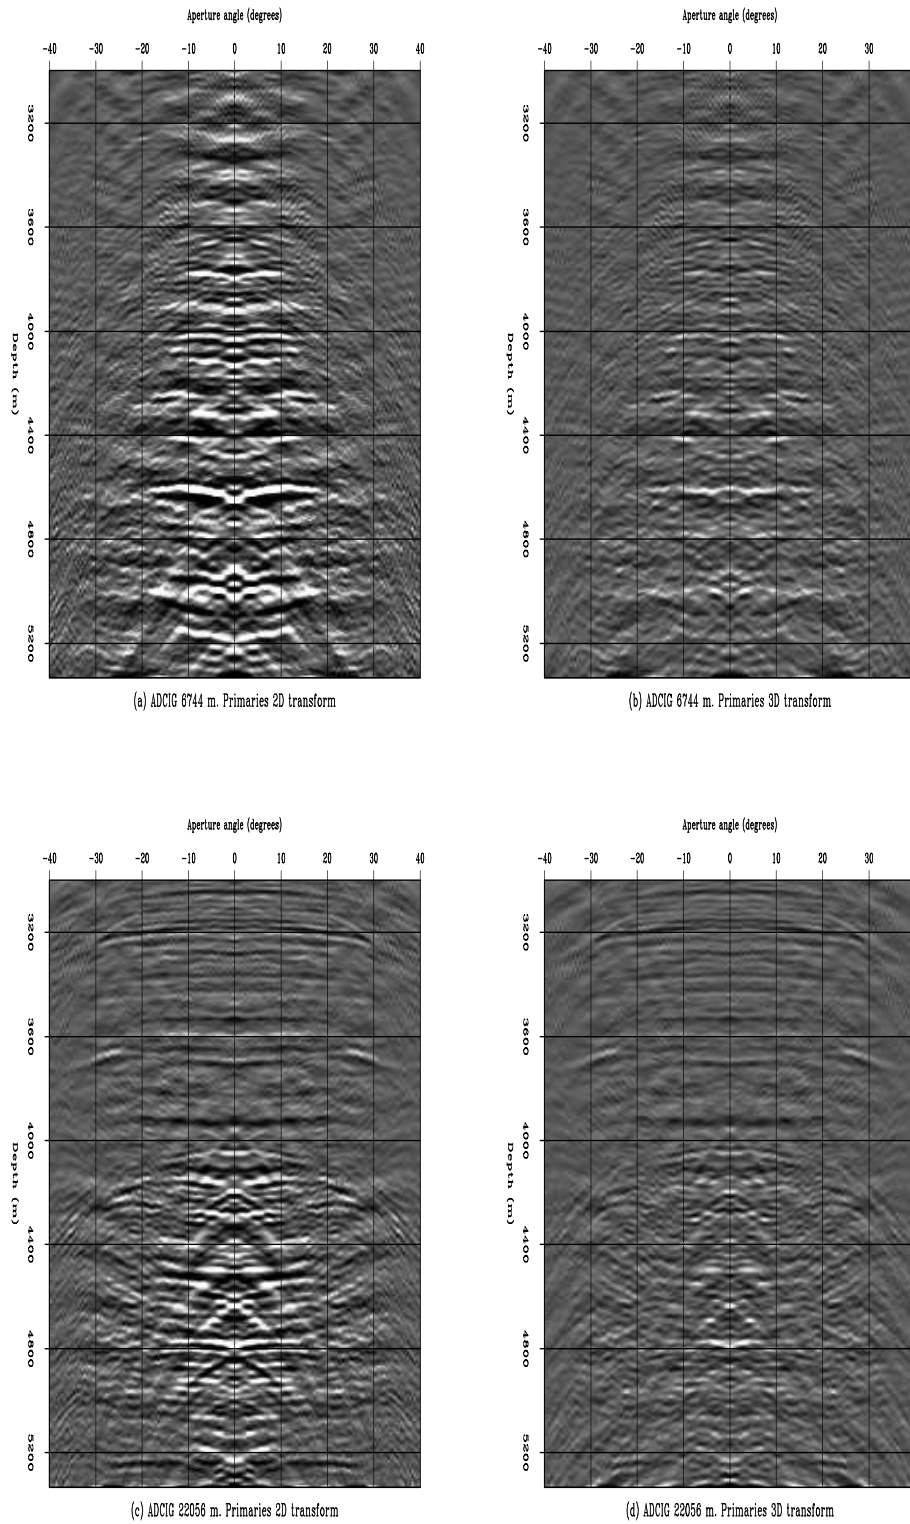 Aperture angle (degrees)
-40 -30 -20 -10 0 10 20 30 40
3200
3600
4000
4400
4800
5200
Depth (m)
(a) ADCIG 6744 m. Primaries 2D transform
Aperture angle (degrees)
-40 -30 -20 -10 0 10 20 30
3200
3600
4000
4400
4800
5200
Depth (m)
(b) ADCIG 6744 m. Primaries 3D transform
Aperture angle (degrees)
-40 -30 -20 -10 0 10 20 30 40
3200
3600
4000
4400
4800
5200
Depth (m)
(c) ADCIG 22056 m. Primaries 2D transform
Aperture angle (degrees)
-40 -30 -20 -10 0 10 20 30
3200
3600
4000
4400
4800
5200
Depth (m)
(d) ADCIG 22056 m. Primaries 3D transform